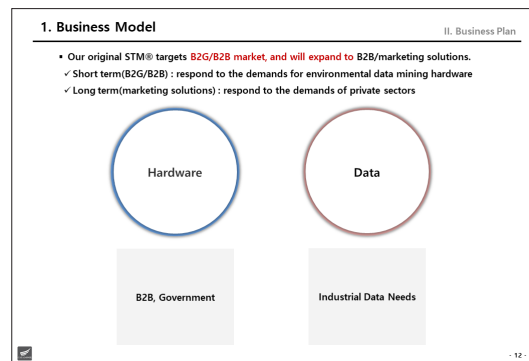 1. Business Model
II. Business Plan
▪ Our original STM® targets B2G/B2B market, and will expand to B2B/marketing solutions.
✓ Short term(B2G/B2B) : respond to the demands for environmental data mining hardware
✓ Long term(marketing solutions) : respond to the demands of private sectors
Hardware
Data
B2B, Government
Industrial Data Needs
- 12 -